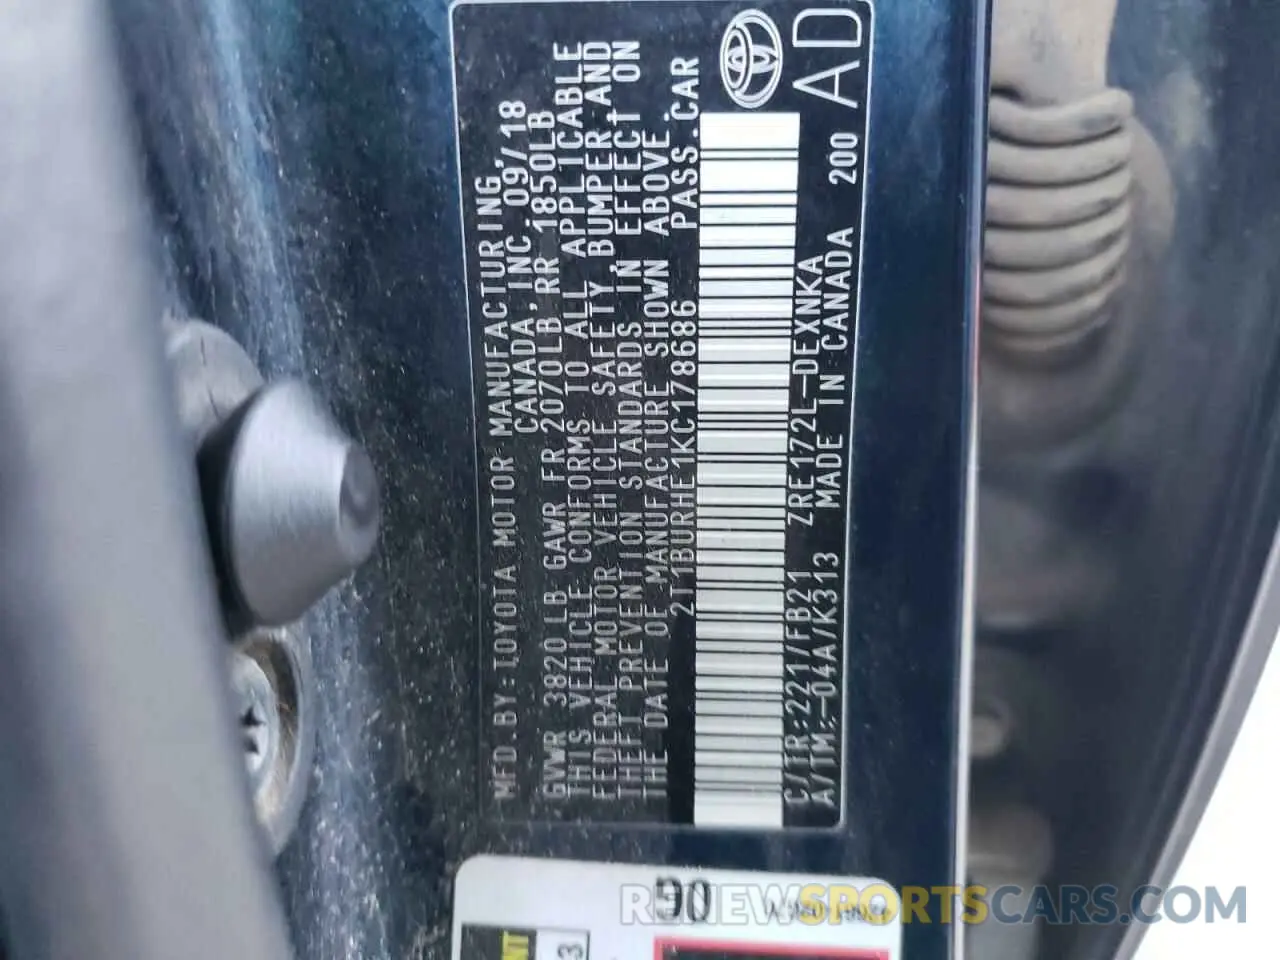 MFD.BY:TOYOTA MOTOR MANUFACTURING,
CANADA,INC. 09/18
GVWR 3820 LB GAWR FR 2070LB RR 1850LB
THIS VEHICLE CONFORMS TO ALL APPLICABLE
FEDERAL MOTOR VEHICLE SAFETY, BUMPER, AND
THEFT PREVENTION STANDARDS IN EFFECT ON
THE DATE OF MANUFACTURE SHOWN ABOVE.
2T1BURHE1KC178686 PASS.CAR
C/TR:221/FB21 ZRE172L-DEXNKA
A/TM:-04A/K313 MADE IN CANADA 200
AD
RENEWSPORTSCARS.COM